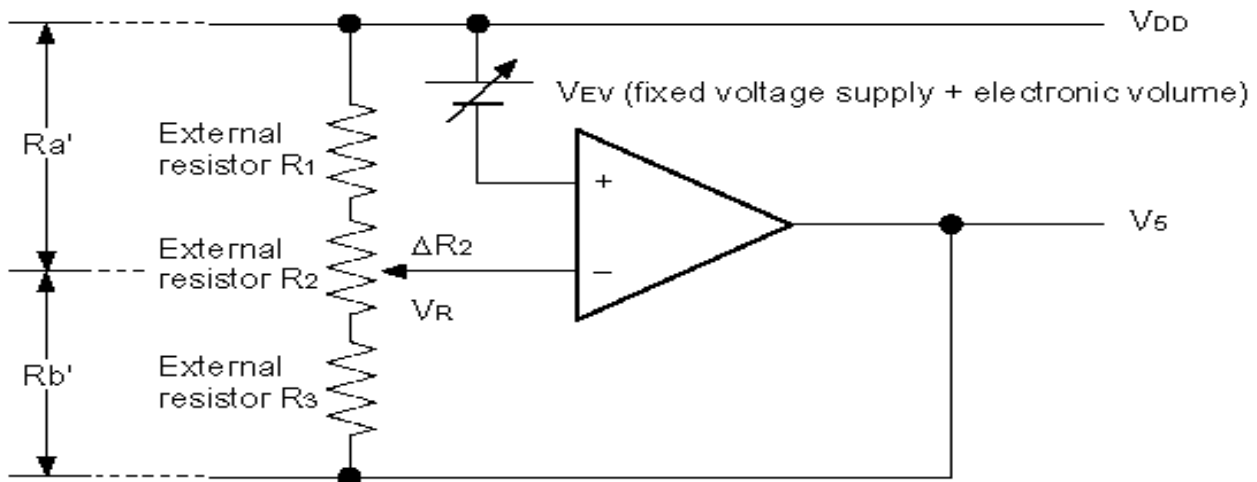 VDD
VEV (fixed voltage supply + electronic volume)
Ra'
External
resistor R1
+
V5
External
resistor R2
ΔR2
−
VR
Rb'
External
resistor R3